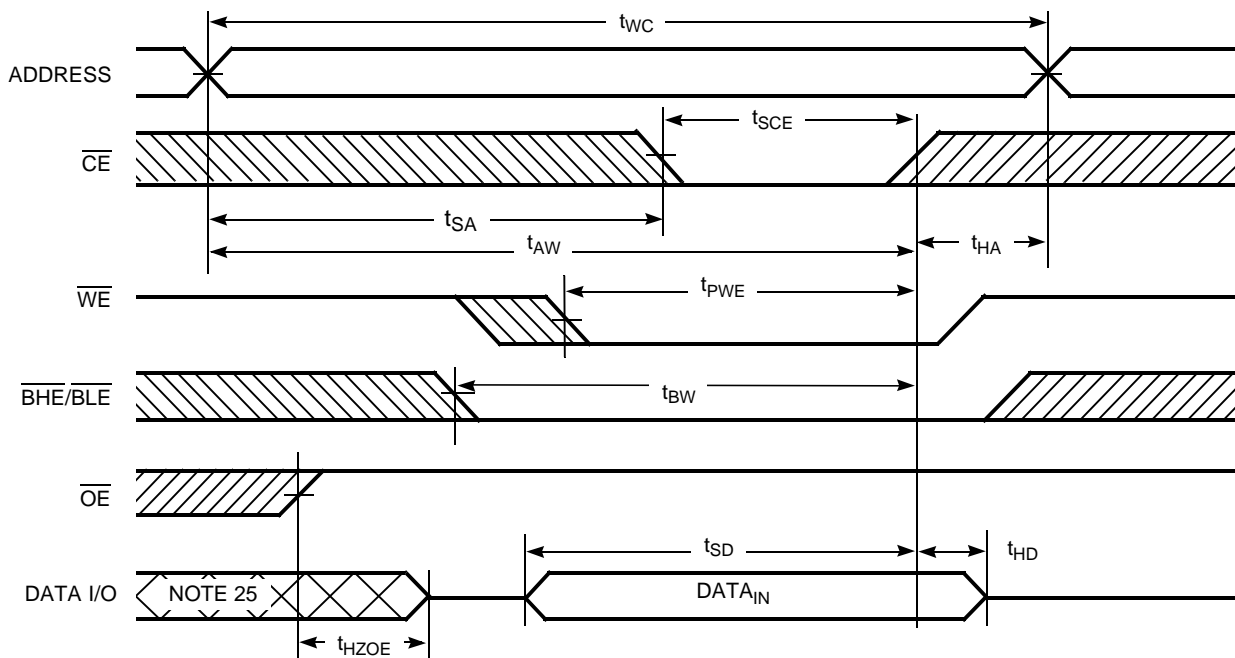 tWC
ADDRESS
tSCE
CE
tSA
tAW
tHA
WE
tPWE
BHE/BLE
tBW
OE
tSD
tHD
DATA I/O
NOTE 25
DATAIN
tHZOE